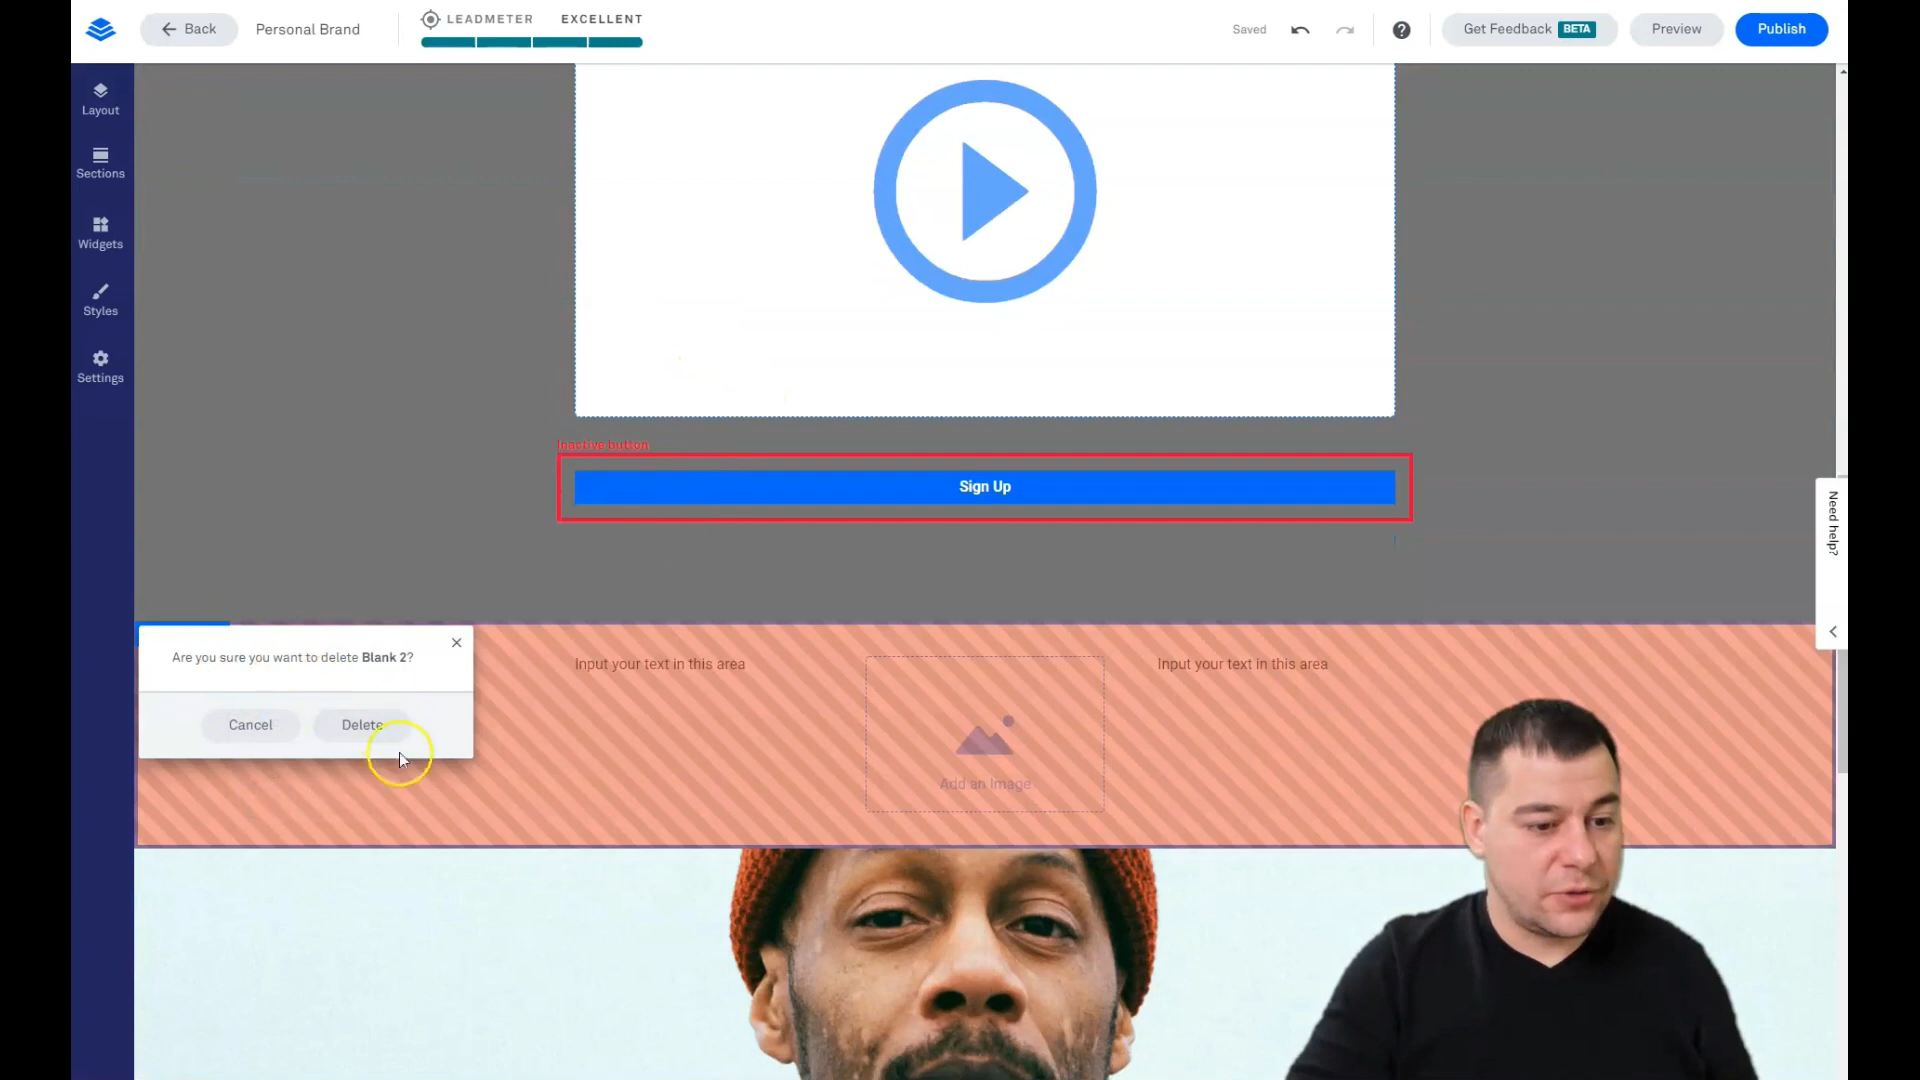 Back
Personal Brand
LEADMETER EXCELLENT
Saved
?
Get Feedback BETA
Preview
Publish
Layout
Sections
Widgets
Styles
Settings
Inactive button
Sign Up
Need help?
Are you sure you want to delete Blank 2?
Cancel
Delete
Input your text in this area
Add an Image
Input your text in this area